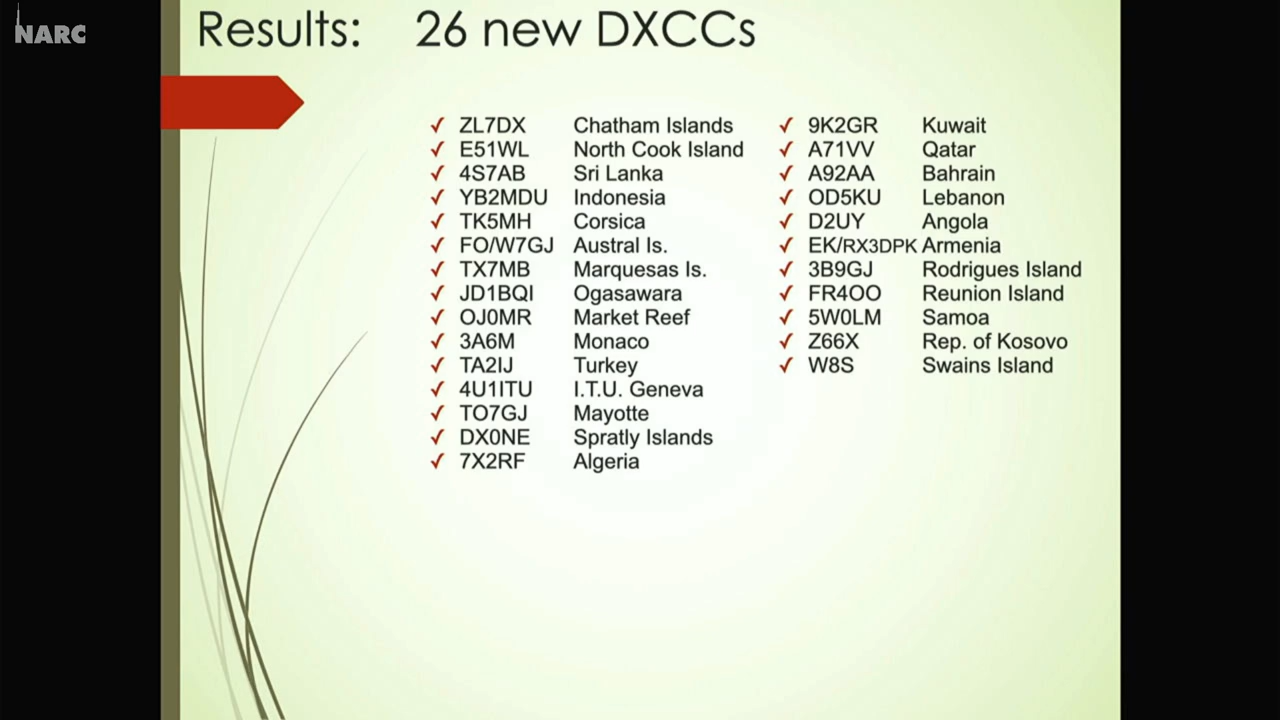 NARC
Results: 26 new DXCCs
✓ ZL7DX Chatham Islands
✓ E51WL North Cook Island
✓ 4S7AB Sri Lanka
✓ YB2MDU Indonesia
✓ TK5MH Corsica
✓ FO/W7GJ Austral Is.
✓ TX7MB Marquesas Is.
✓ JD1BQI Ogasawara
✓ OJ0MR Market Reef
✓ 3A6M Monaco
✓ TA2IJ Turkey
✓ 4U1ITU I.T.U. Geneva
✓ TO7GJ Mayotte
✓ DX0NE Spratly Islands
✓ 7X2RF Algeria
✓ 9K2GR Kuwait
✓ A71VV Qatar
✓ A92AA Bahrain
✓ OD5KU Lebanon
✓ D2UY Angola
✓ EK/RX3DPK Armenia
✓ 3B9GJ Rodrigues Island
✓ FR4OO Reunion Island
✓ 5W0LM Samoa
✓ Z66X Rep. of Kosovo
✓ W8S Swains Island